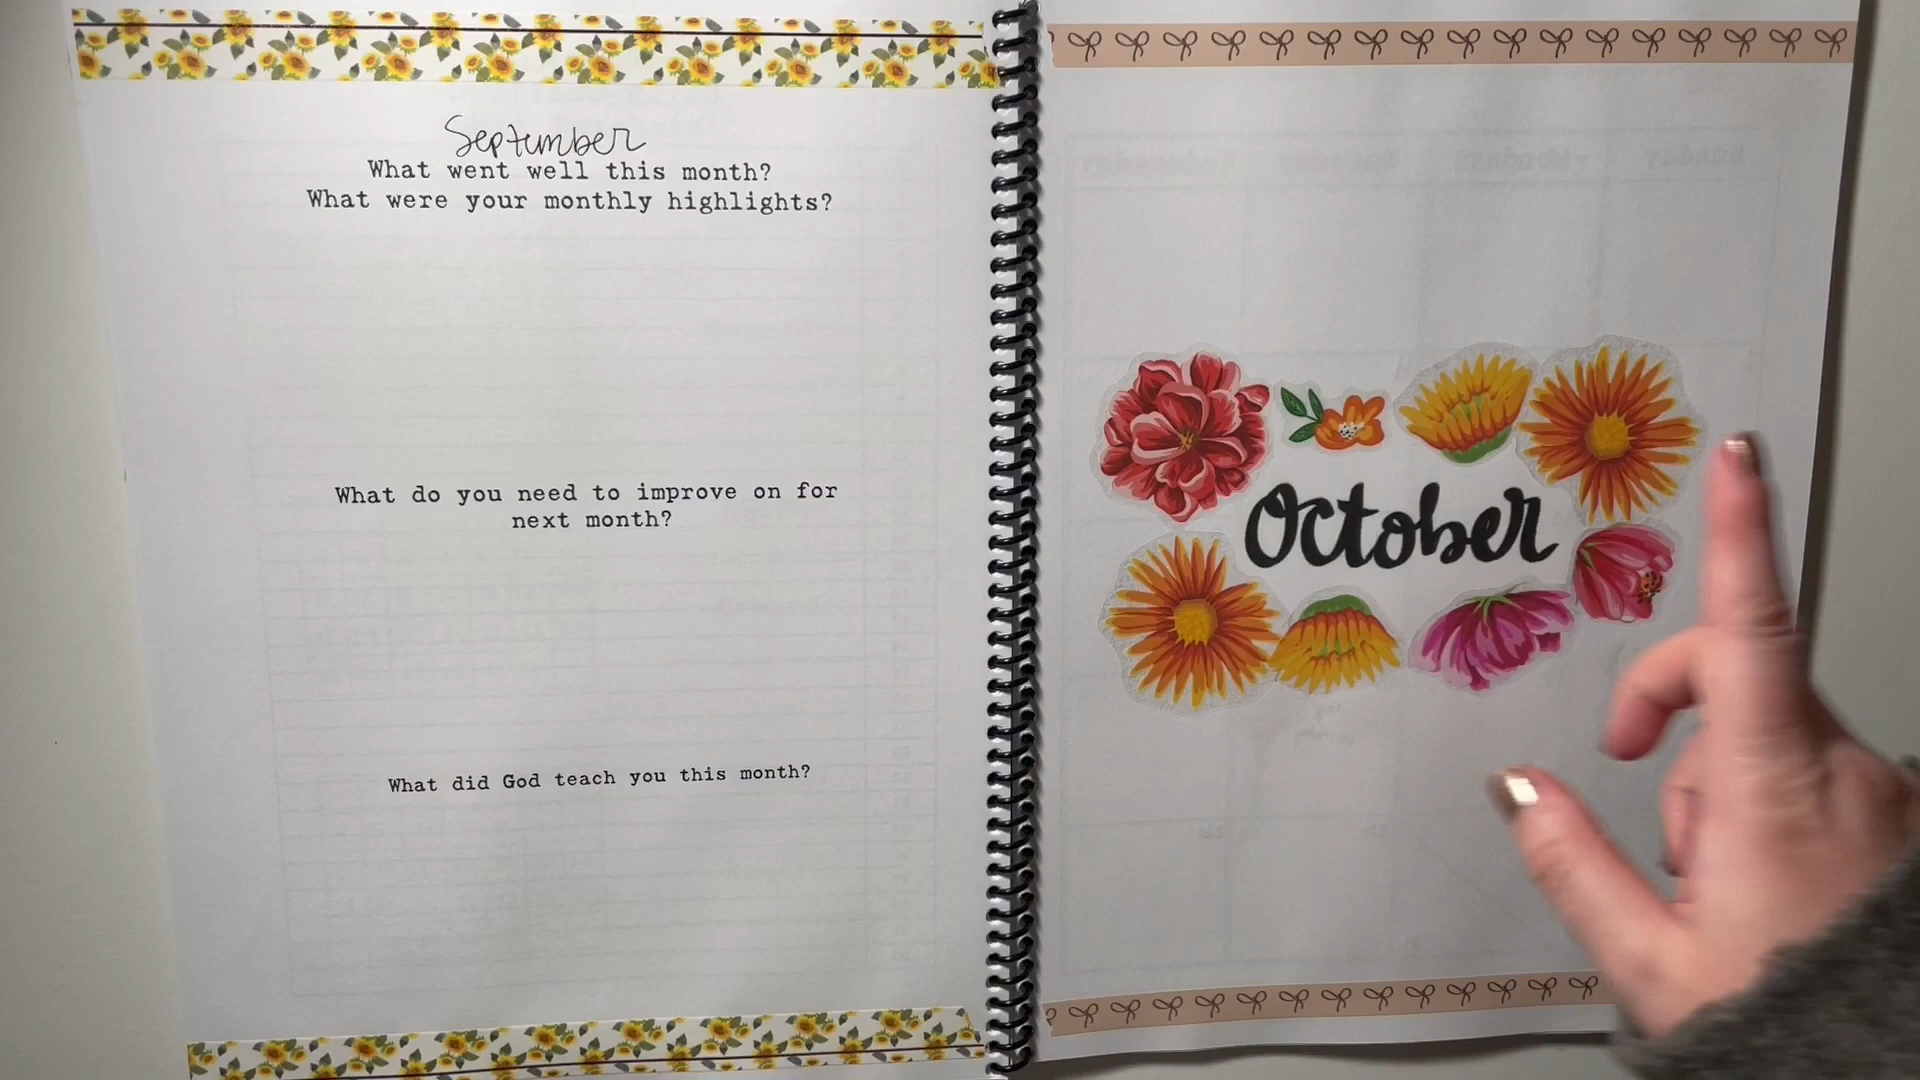 September
What went well this month?
What were your monthly highlights?
What do you need to improve on for
next month?
What did God teach you this month?
October